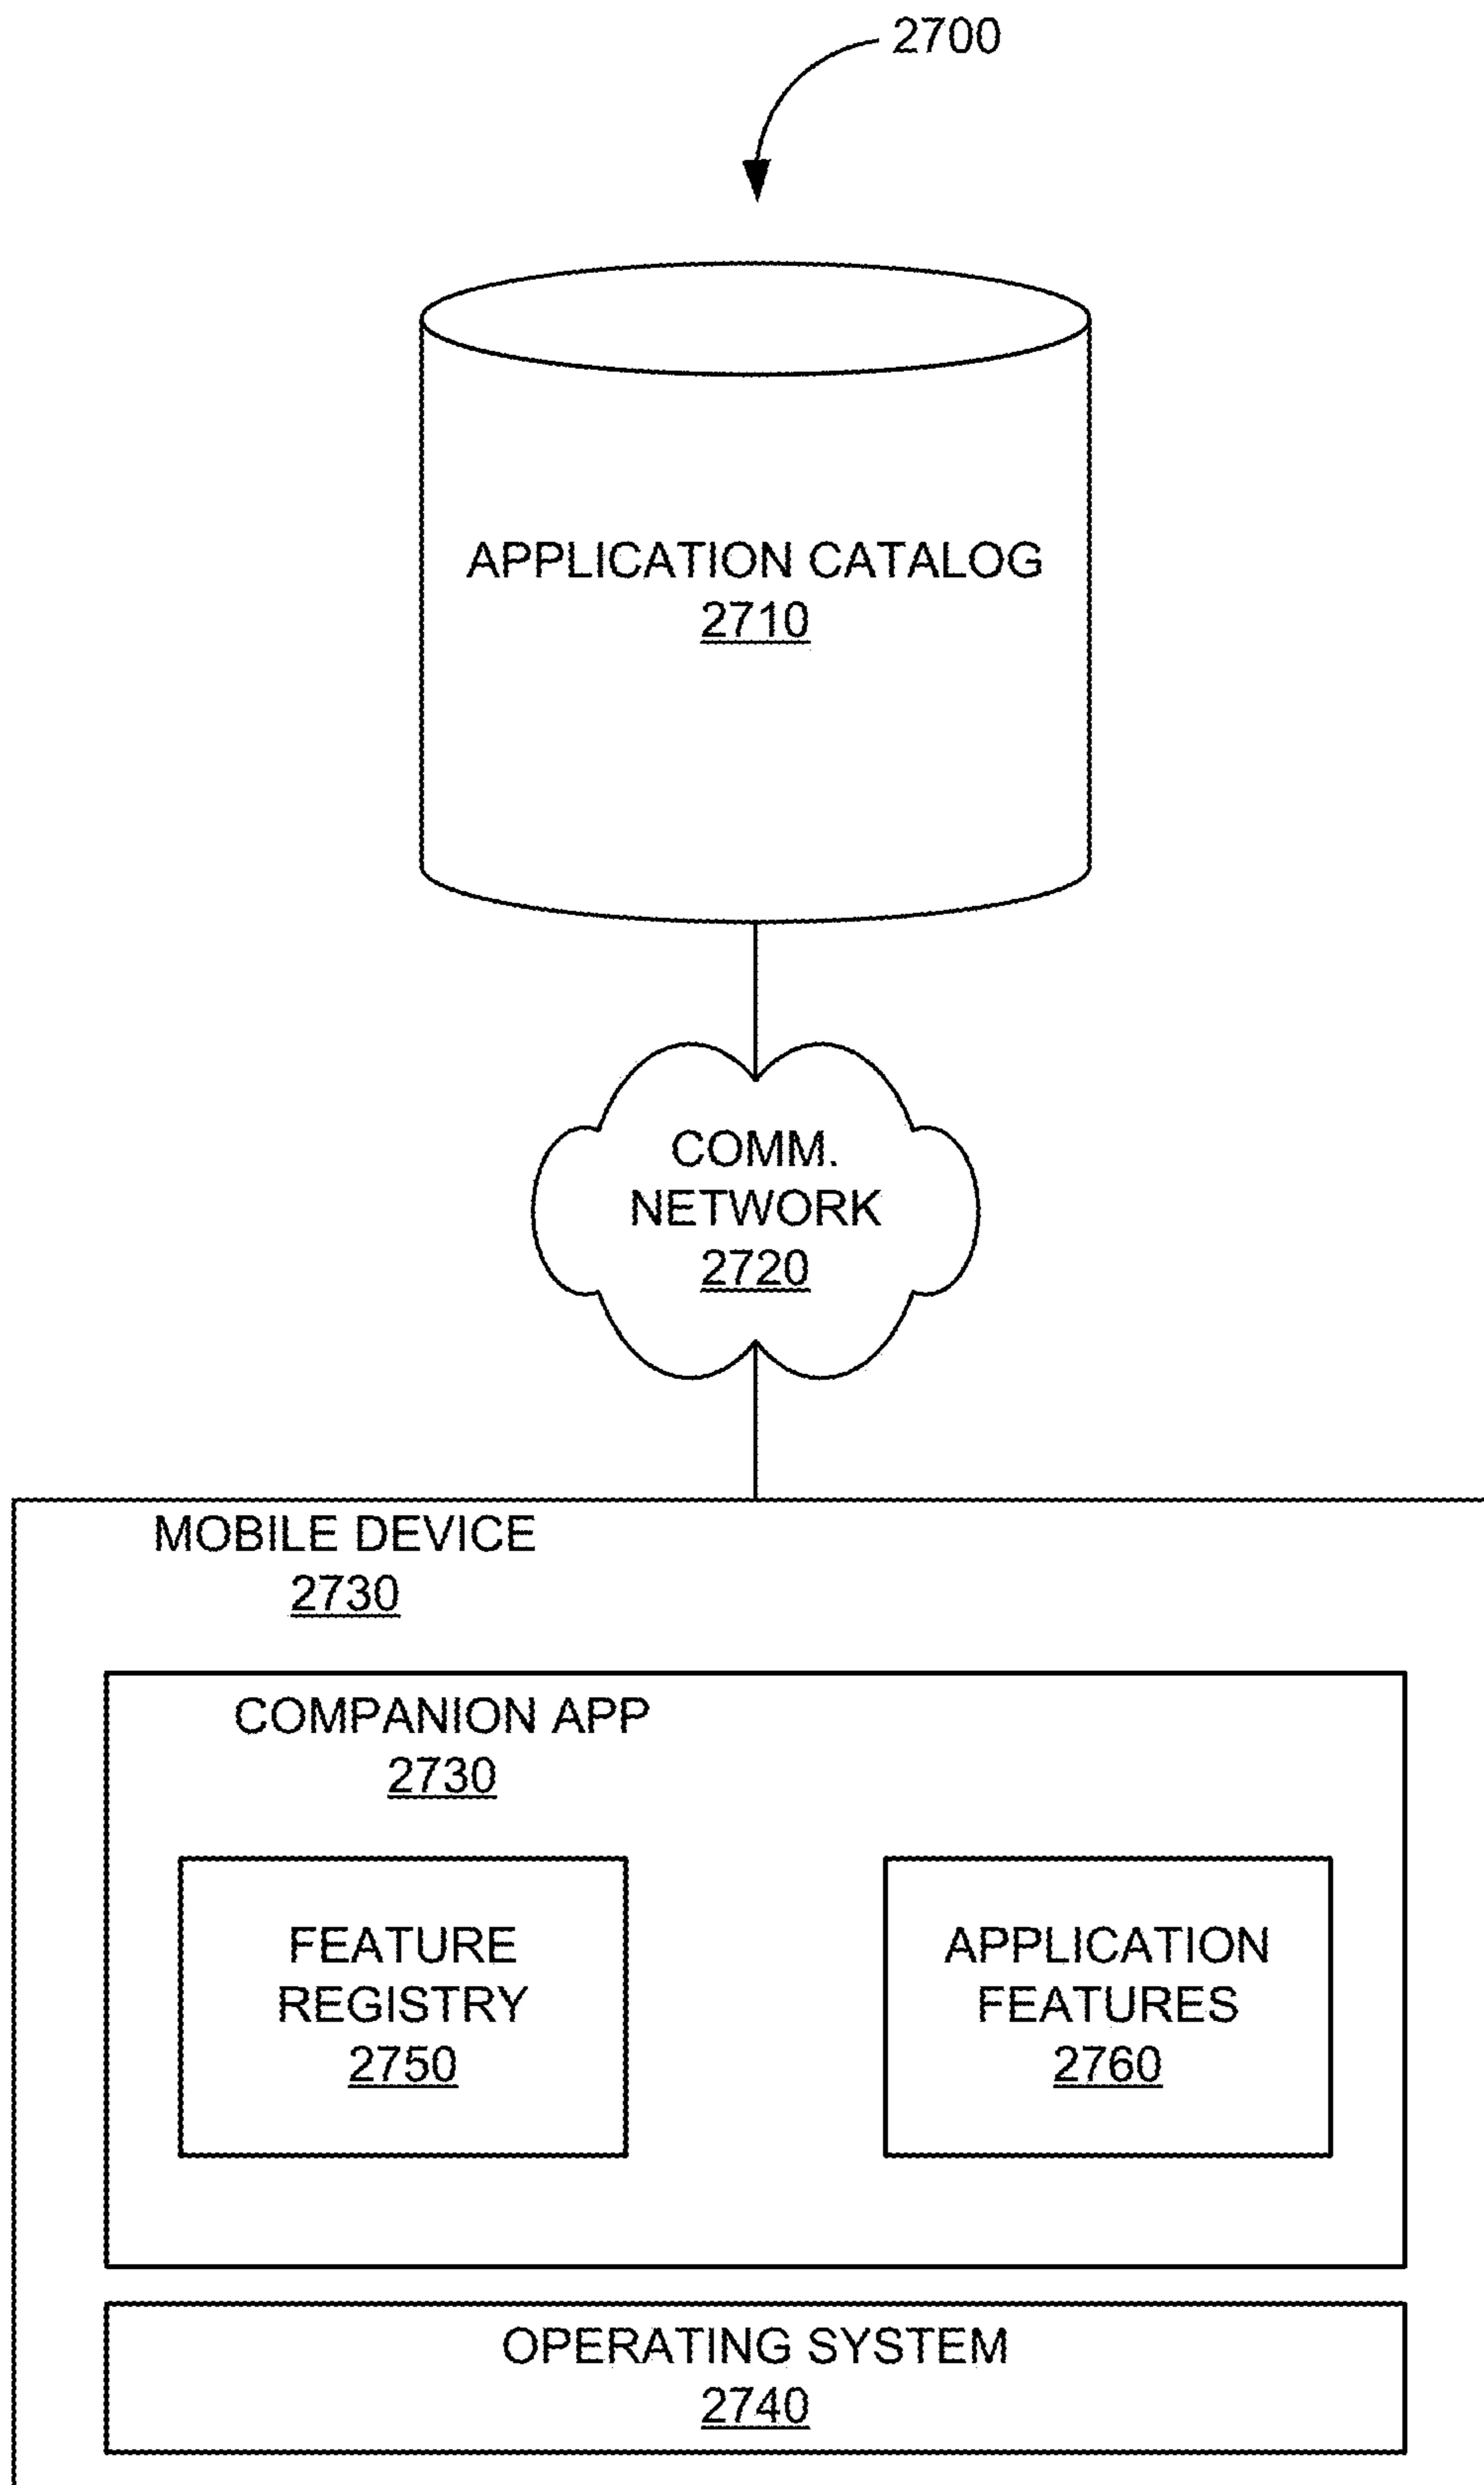 2700
APPLICATION CATALOG
2710
COMM.
NETWORK
2720
MOBILE DEVICE
2730
COMPANION APP
2730
FEATURE
REGISTRY
2750
APPLICATION
FEATURES
2760
OPERATING SYSTEM
2740